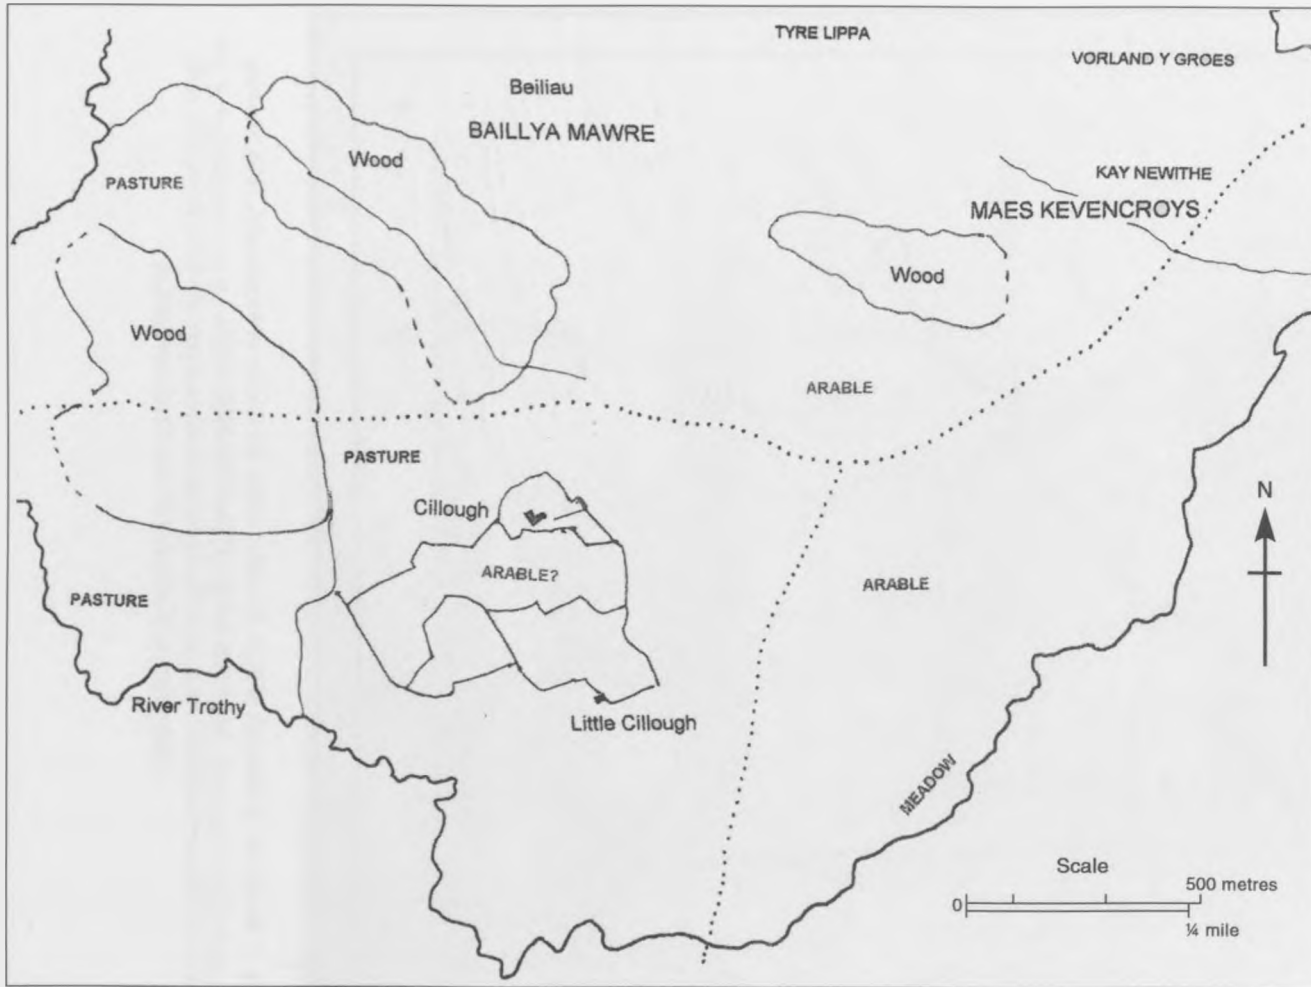 TYRE LIPPA
VORLAND Y GROES
Beiliau
BAILLYA MAWRE
Wood
PASTURE
KAY NEWITHE
MAES KEVENCROYS
Wood
Wood
ARABLE
PASTURE
Cillough
N
ARABLE?
ARABLE
PASTURE
River Trothy
Little Cillough
MEADOW
Scale
500 metres
0
¼ mile